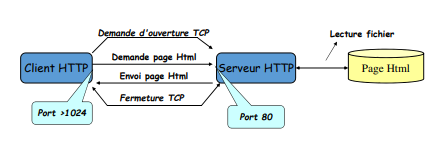 Demande d'ouverture TCP
Lecture fichier
Demande page Html
Client HTTP
Serveur HTTP
Page Html
Envoi page Html
Fermeture TCP
Port >1024
Port 80